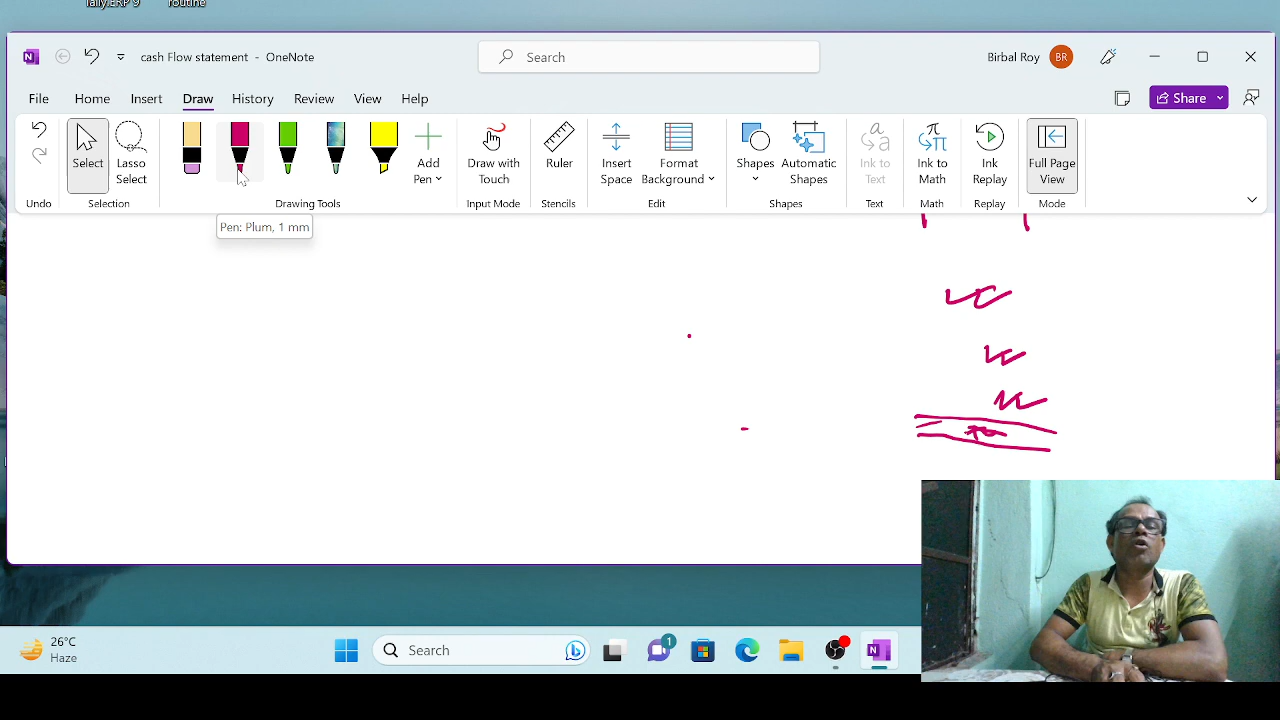 Tally.ERP 9
routine
cash Flow statement - OneNote
Search
Birbal Roy BR
File Home Insert Draw History Review View Help
Share
Select
Lasso Select
Add Pen
Draw with Touch
Ruler
Insert Space
Format Background
Shapes
Automatic Shapes
Ink to Text
Ink to Math
Ink Replay
Full Page View
Undo
Selection
Drawing Tools
Input Mode
Stencils
Edit
Shapes
Text
Math
Replay
Mode
Pen: Plum, 1 mm
26°C
Haze
Search
1